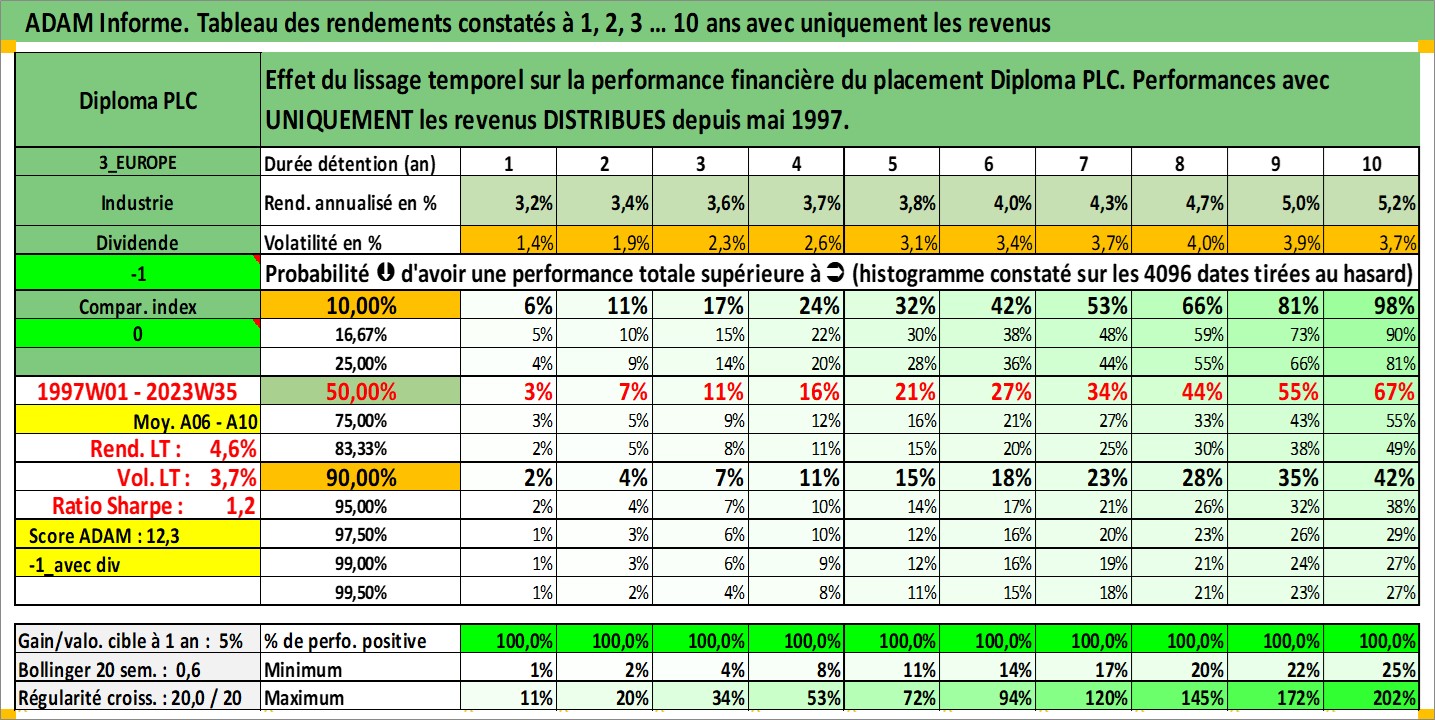 ADAM Informe. Tableau des rendements constatés à 1, 2, 3 ... 10 ans avec uniquement les revenus
Diploma PLC
Effet du lissage temporel sur la performance financière du placement Diploma PLC. Performances avec
UNIQUEMENT les revenus DISTRIBUES depuis mai 1997.
3_EUROPE Durée détention (an) 1 2 3 4 5 6 7 8 9 10
Industrie Rend. annualisé en % 3,2% 3,4% 3,6% 3,7% 3,8% 4,0% 4,3% 4,7% 5,0% 5,2%
Dividende Volatilité en % 1,4% 1,9% 2,3% 2,6% 3,1% 3,4% 3,7% 4,0% 3,9% 3,7%
-1 Probabilité ⬇ d'avoir une performance totale supérieure à ➲ (histogramme constaté sur les 4096 dates tirées au hasard)
Compar. index 10,00% 6% 11% 17% 24% 32% 42% 53% 66% 81% 98%
0 16,67% 5% 10% 15% 22% 30% 38% 48% 59% 73% 90%
25,00% 4% 9% 14% 20% 28% 36% 44% 55% 66% 81%
1997W01 - 2023W35 50,00% 3% 7% 11% 16% 21% 27% 34% 44% 55% 67%
Moy. A06 - A10 75,00% 3% 5% 9% 12% 16% 21% 27% 33% 43% 55%
Rend. LT : 4,6% 83,33% 2% 5% 8% 11% 15% 20% 25% 30% 38% 49%
Vol. LT : 3,7% 90,00% 2% 4% 7% 11% 15% 18% 23% 28% 35% 42%
Ratio Sharpe : 1,2 95,00% 2% 4% 7% 10% 14% 17% 21% 26% 32% 38%
Score ADAM : 12,3 97,50% 1% 3% 6% 10% 12% 16% 20% 23% 26% 29%
-1_avec div 99,00% 1% 3% 6% 9% 12% 16% 19% 21% 24% 27%
99,50% 1% 2% 4% 8% 11% 15% 18% 21% 23% 27%
Gain/valo. cible à 1 an : 5% % de perfo. positive 100,0% 100,0% 100,0% 100,0% 100,0% 100,0% 100,0% 100,0% 100,0% 100,0%
Bollinger 20 sem. : 0,6 Minimum 1% 2% 4% 8% 11% 14% 17% 20% 22% 25%
Régularité croiss. : 20,0 / 20 Maximum 11% 20% 34% 53% 72% 94% 120% 145% 172% 202%